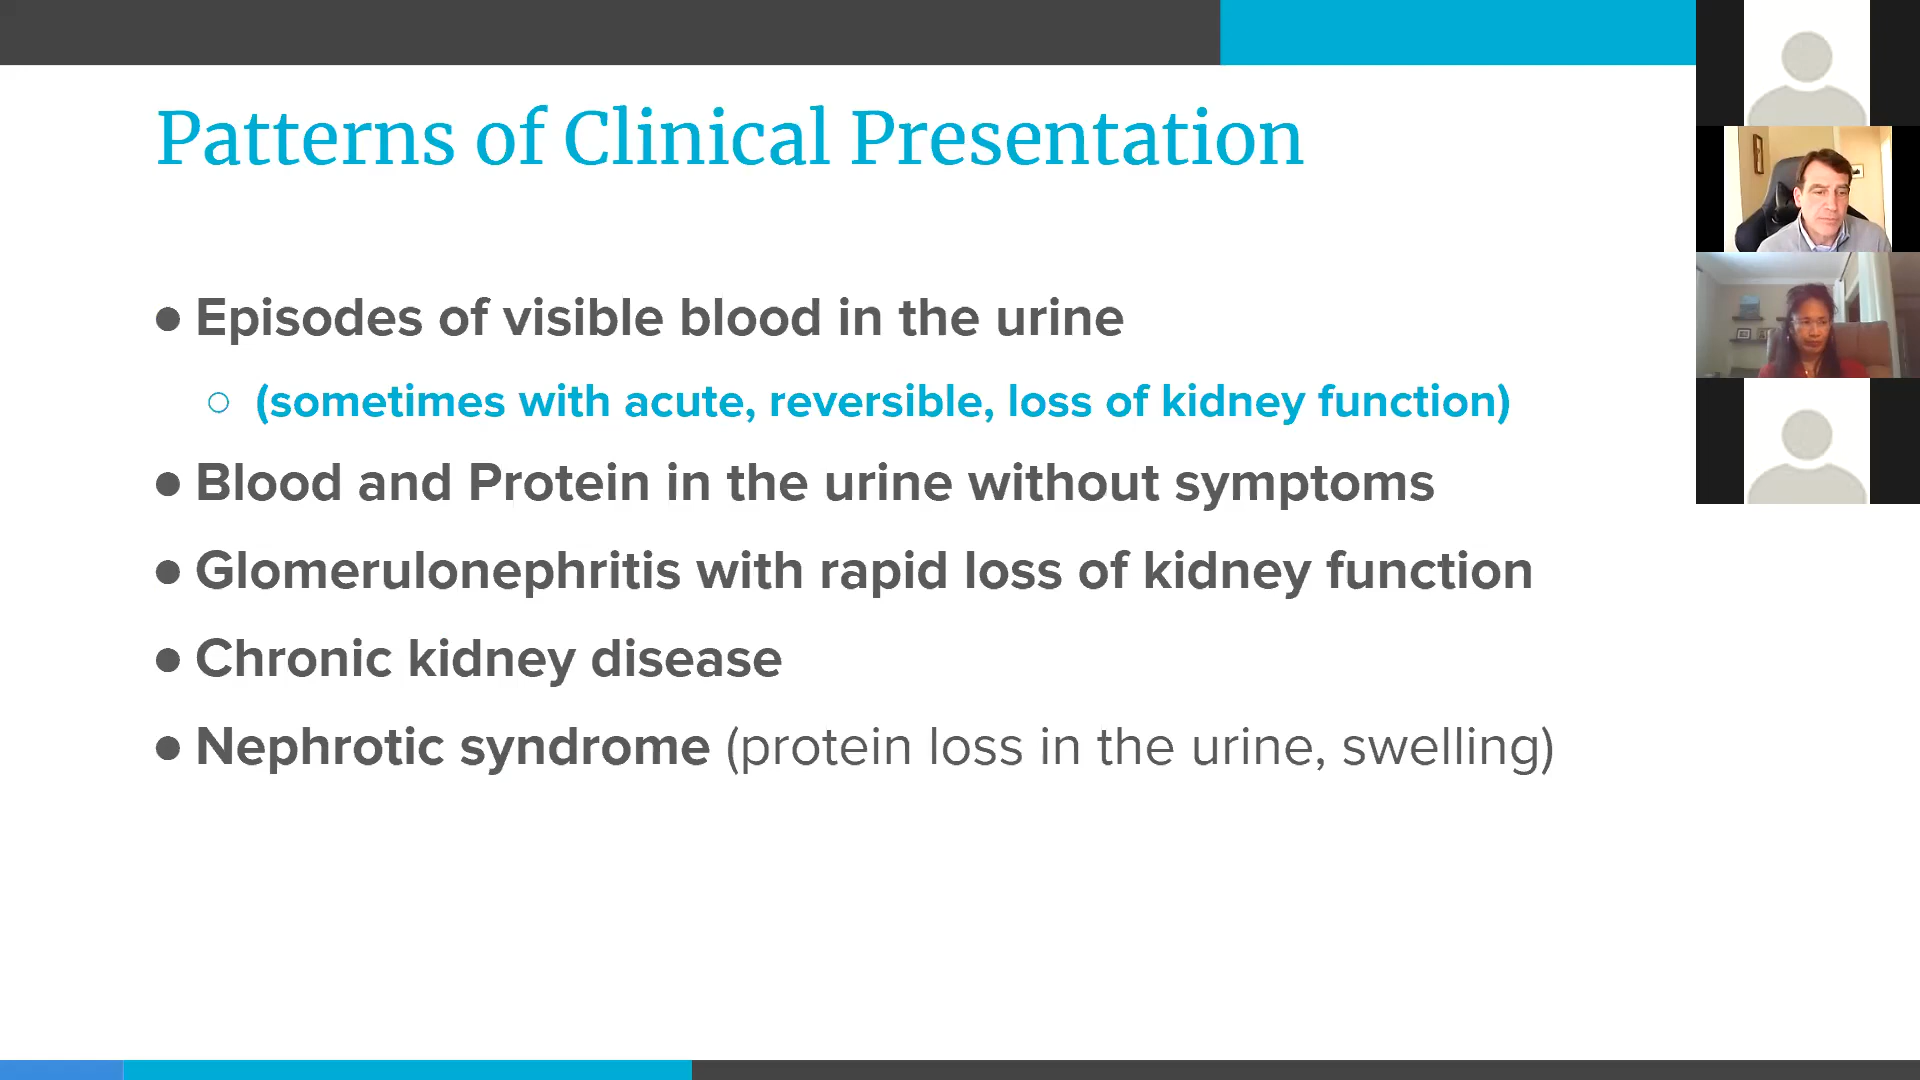 Patterns of Clinical Presentation
● Episodes of visible blood in the urine
○ (sometimes with acute, reversible, loss of kidney function)
● Blood and Protein in the urine without symptoms
● Glomerulonephritis with rapid loss of kidney function
● Chronic kidney disease
● Nephrotic syndrome (protein loss in the urine, swelling)